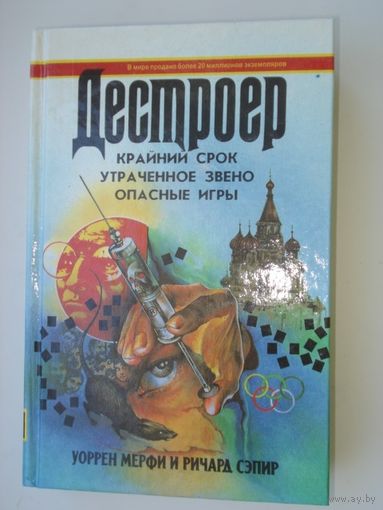 В мире продано более 20 миллионов экземпляров
Дестроер
КРАЙНИЙ СРОК
УТРАЧЕННОЕ ЗВЕНО
ОПАСНЫЕ ИГРЫ
УОРРЕН МЕРФИ И РИЧАРД СЭПИР
www.ay.by